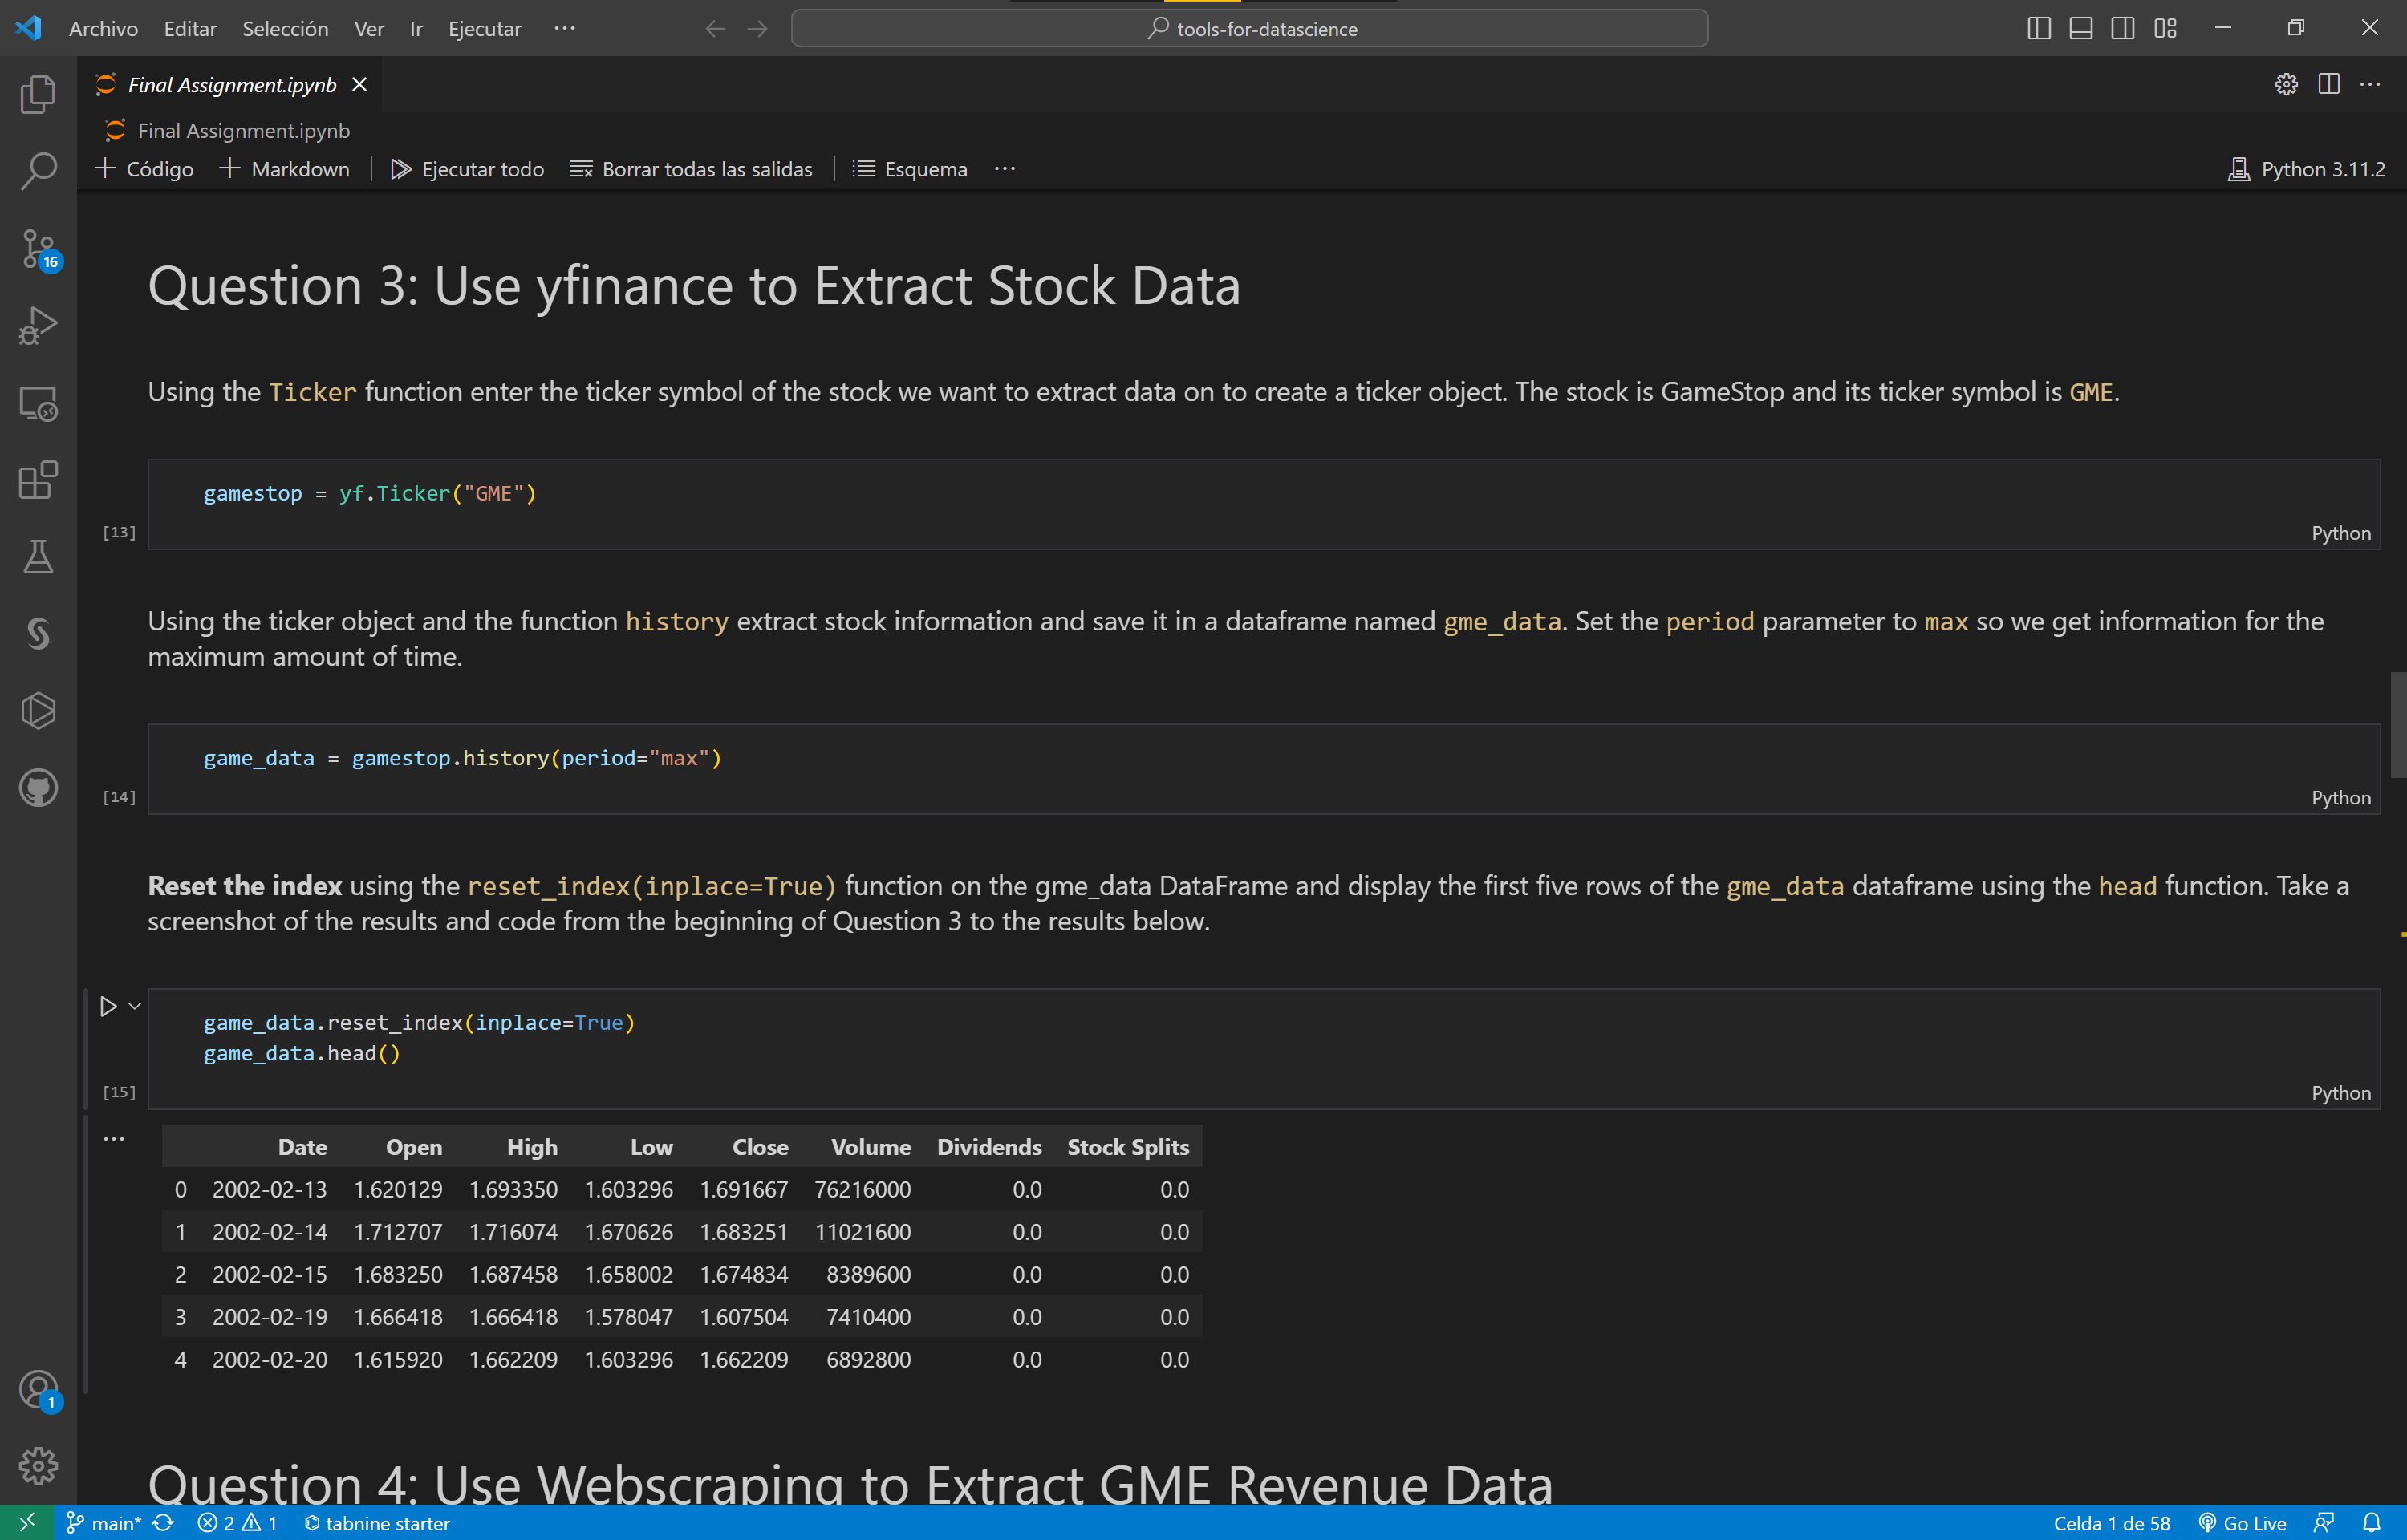 Archivo Editar Selección Ver Ir Ejecutar ··· tools-for-datascience
Final Assignment.ipynb
Final Assignment.ipynb
Código Markdown Ejecutar todo Borrar todas las salidas Esquema ··· Python 3.11.2
16
Question 3: Use yfinance to Extract Stock Data
Using the Ticker function enter the ticker symbol of the stock we want to extract data on to create a ticker object. The stock is GameStop and its ticker symbol is GME.
gamestop = yf.Ticker("GME")
[13] Python
Using the ticker object and the function history extract stock information and save it in a dataframe named gme_data. Set the period parameter to max so we get information for the
maximum amount of time.
game_data = gamestop.history(period="max")
[14] Python
Reset the index using the reset_index(inplace=True) function on the gme_data DataFrame and display the first five rows of the gme_data dataframe using the head function. Take a
screenshot of the results and code from the beginning of Question 3 to the results below.
game_data.reset_index(inplace=True)
game_data.head()
[15] Python
Date Open High Low Close Volume Dividends Stock Splits
0 2002-02-13 1.620129 1.693350 1.603296 1.691667 76216000 0.0 0.0
1 2002-02-14 1.712707 1.716074 1.670626 1.683251 11021600 0.0 0.0
2 2002-02-15 1.683250 1.687458 1.658002 1.674834 8389600 0.0 0.0
3 2002-02-19 1.666418 1.666418 1.578047 1.607504 7410400 0.0 0.0
4 2002-02-20 1.615920 1.662209 1.603296 1.662209 6892800 0.0 0.0
1
Question 4: Use Webscraping to Extract GME Revenue Data
main* 2 1 tabnine starter Celda 1 de 58 Go Live